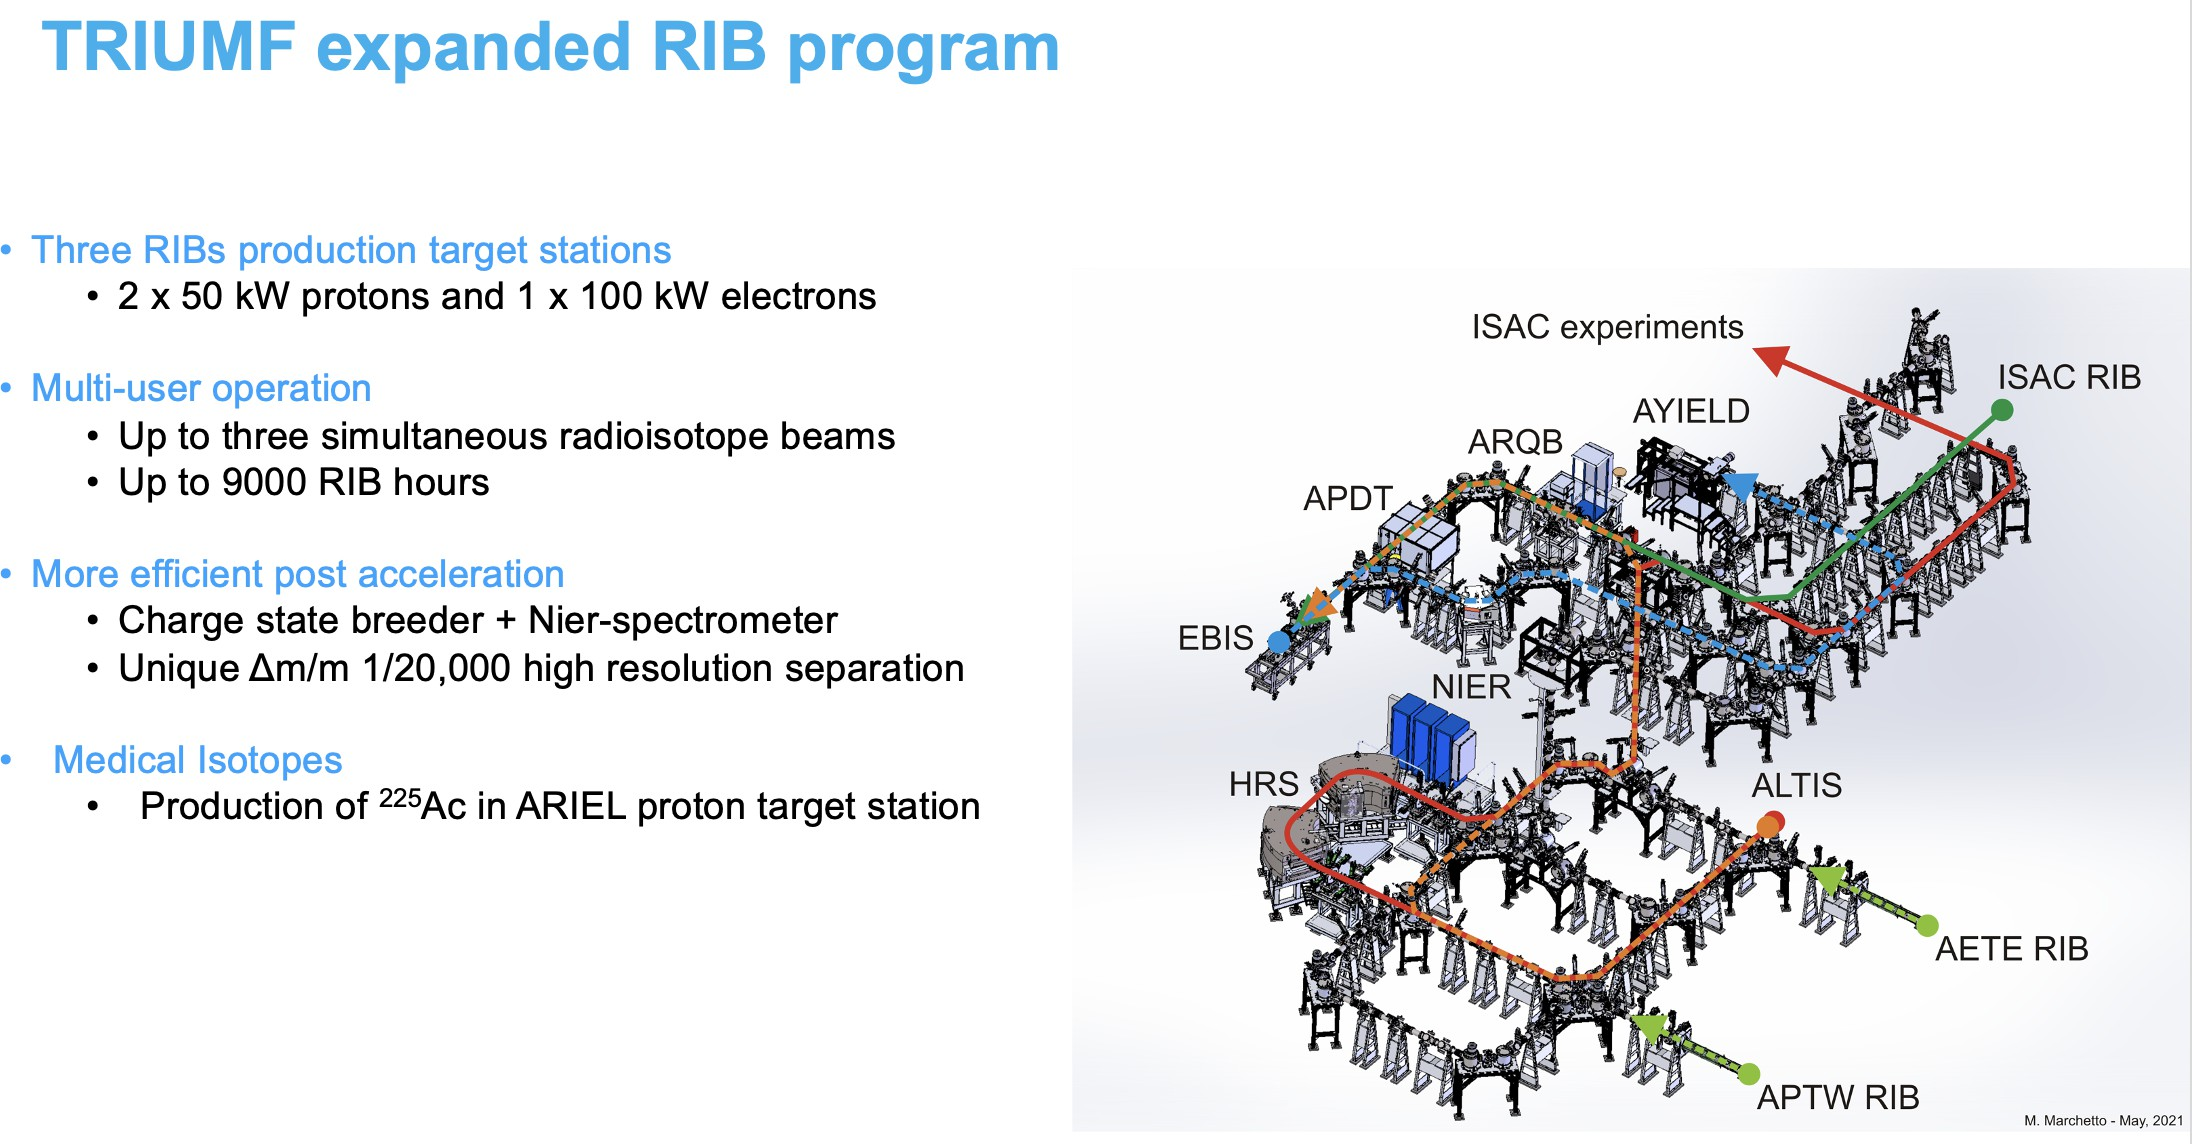 TRIUMF expanded RIB program
• Three RIBs production target stations
• 2 x 50 kW protons and 1 x 100 kW electrons
• Multi-user operation
• Up to three simultaneous radioisotope beams
• Up to 9000 RIB hours
• More efficient post acceleration
• Charge state breeder + Nier-spectrometer
• Unique Δm/m 1/20,000 high resolution separation
• Medical Isotopes
• Production of ²²⁵Ac in ARIEL proton target station
ISAC experiments
ISAC RIB
AYIELD
ARQB
APDT
EBIS
NIER
HRS
ALTIS
AETE RIB
APTW RIB
M. Marchetto - May, 2021